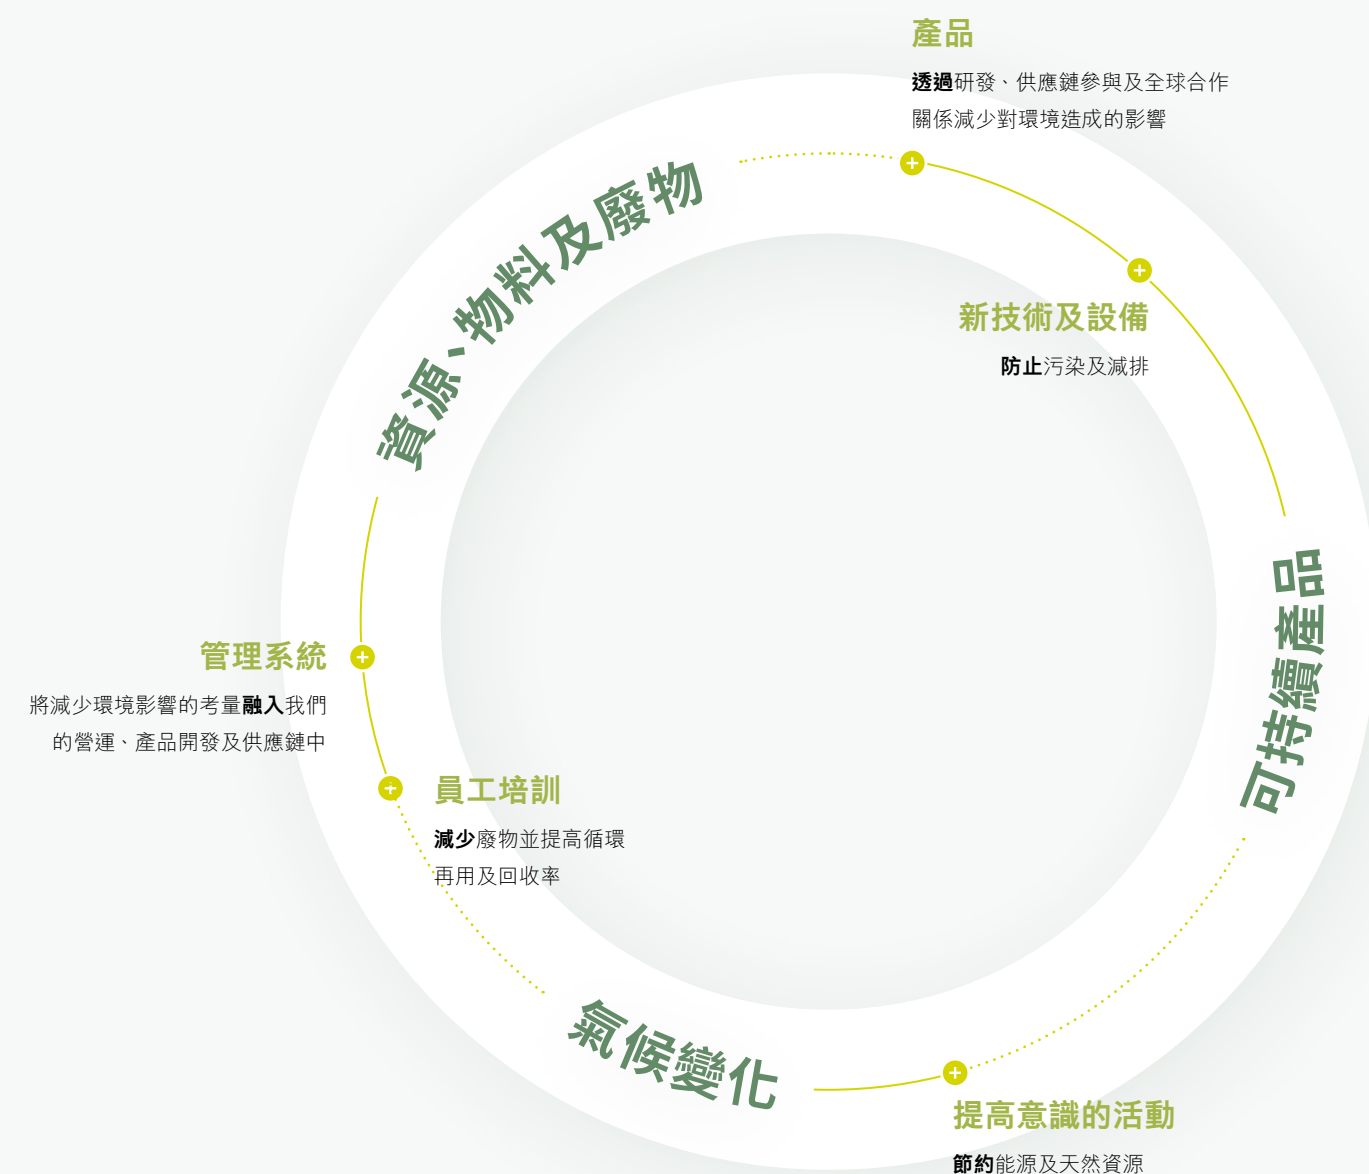 產品
透過研發、供應鏈參與及全球合作
關係減少對環境造成的影響
資源、物料及廢物
新技術及設備
防止污染及減排
可持續產品
管理系統
將減少環境影響的考量融入我們
的營運、產品開發及供應鏈中
員工培訓
減少廢物並提高循環
再用及回收率
氣候變化
提高意識的活動
節約能源及天然資源